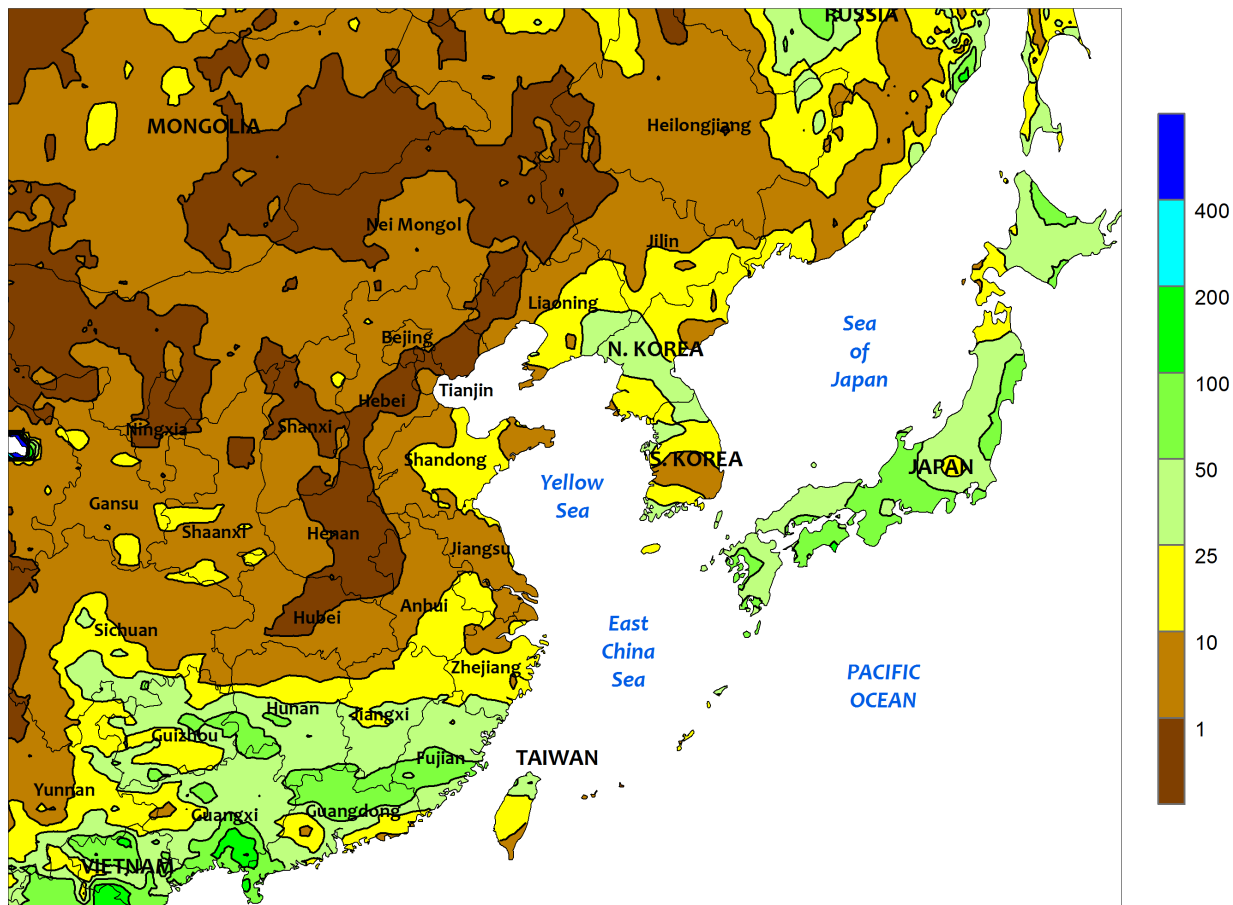 RUSSIA
MONGOLIA
Heilongjiang
400
Nei Mongol
Jilin
200
Liaoning
Bejing
Sea
of
Japan
N. KOREA
Tianjin
100
Hebei
Ningxia
Shanxi
Shandong
S. KOREA
JAPAN
50
Yellow
Sea
Gansu
Shaanxi
Henan
Jiangsu
25
Anhui
Hubei
Sichuan
East
China
Sea
10
Zhejiang
PACIFIC
OCEAN
Hunan
Jiangxi
Guizhou
1
Fujian
TAIWAN
Yunnan
Guangxi
Guangdong
VIETNAM